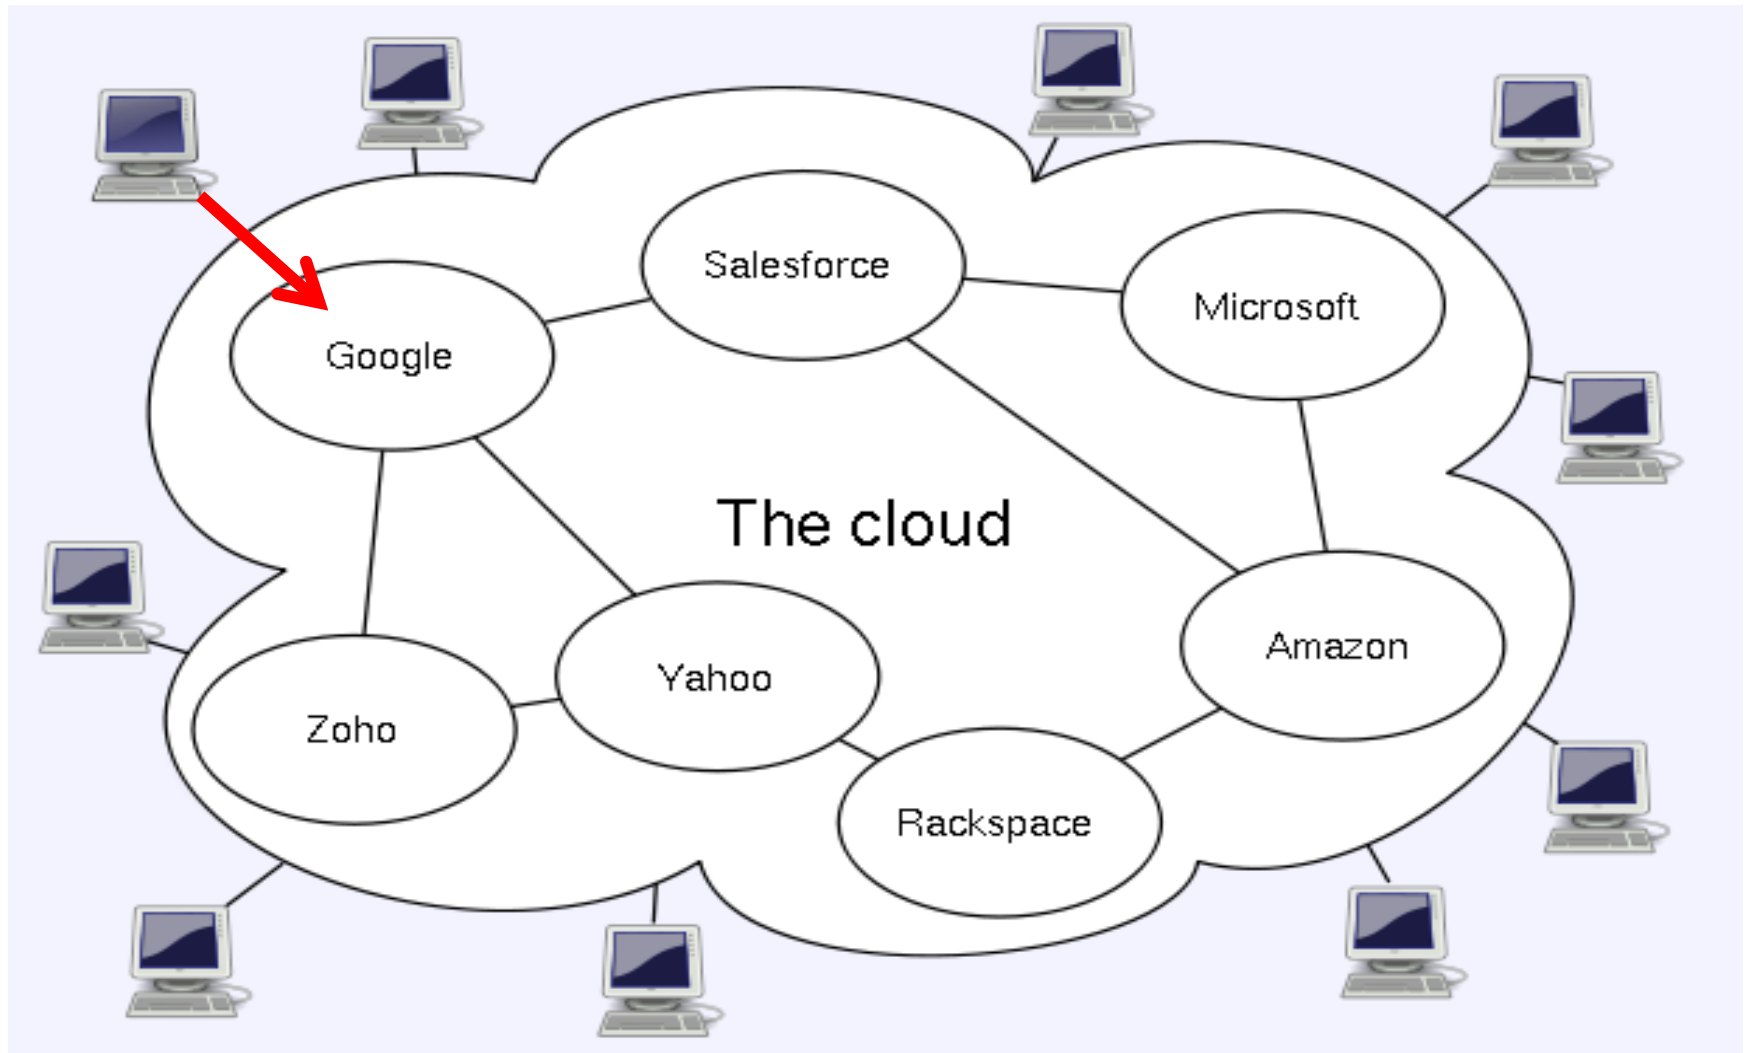 Salesforce
Microsoft
Google
The cloud
Amazon
Yahoo
Zoho
Rackspace